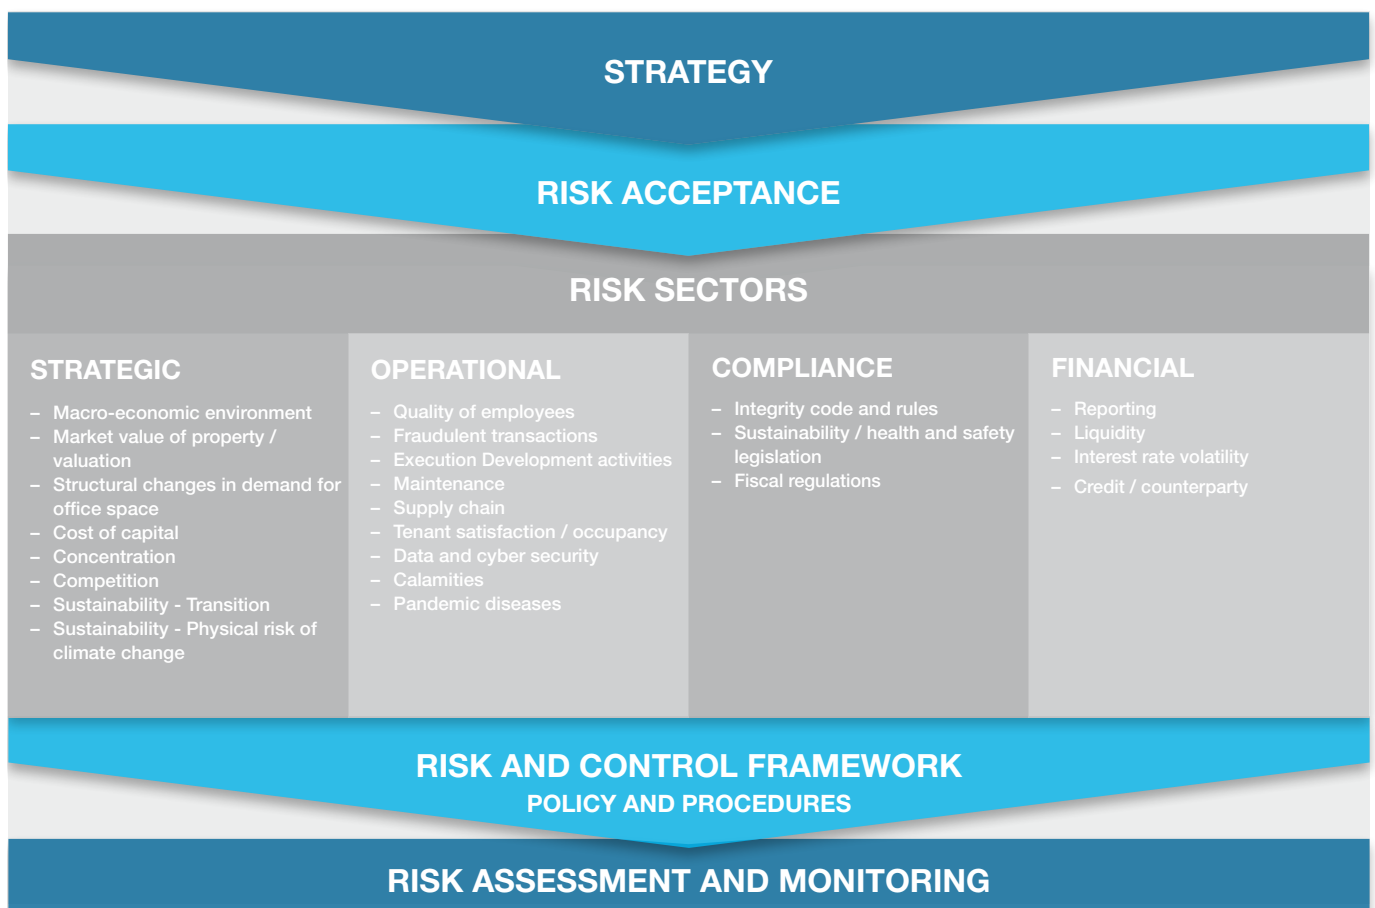 STRATEGY
RISK ACCEPTANCE
RISK SECTORS
STRATEGIC
– Macro-economic environment
– Market value of property /
valuation
– Structural changes in demand for
office space
– Cost of capital
– Concentration
– Competition
– Sustainability - Transition
– Sustainability - Physical risk of
climate change
OPERATIONAL
– Quality of employees
– Fraudulent transactions
– Execution Development activities
– Maintenance
– Supply chain
– Tenant satisfaction / occupancy
– Data and cyber security
– Calamities
– Pandemic diseases
COMPLIANCE
– Integrity code and rules
– Sustainability / health and safety
legislation
– Fiscal regulations
FINANCIAL
– Reporting
– Liquidity
– Interest rate volatility
– Credit / counterparty
RISK AND CONTROL FRAMEWORK
POLICY AND PROCEDURES
RISK ASSESSMENT AND MONITORING